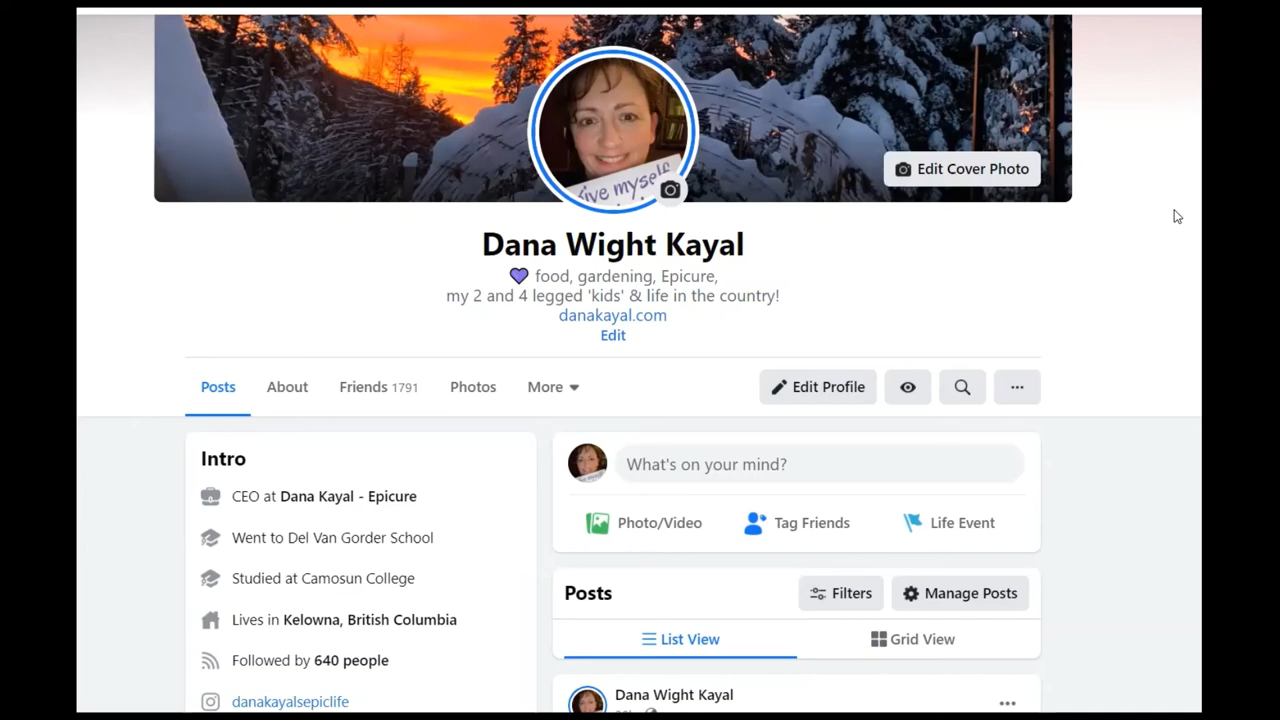 ive myself
Edit Cover Photo
Dana Wight Kayal
food, gardening, Epicure,
my 2 and 4 legged 'kids' & life in the country!
danakayal.com
Edit
Posts
About
Friends 1791
Photos
More
Edit Profile
Intro
CEO at Dana Kayal - Epicure
Went to Del Van Gorder School
Studied at Camosun College
Lives in Kelowna, British Columbia
Followed by 640 people
danakayalsepiclife
What's on your mind?
Photo/Video
Tag Friends
Life Event
Posts
Filters
Manage Posts
List View
Grid View
Dana Wight Kayal